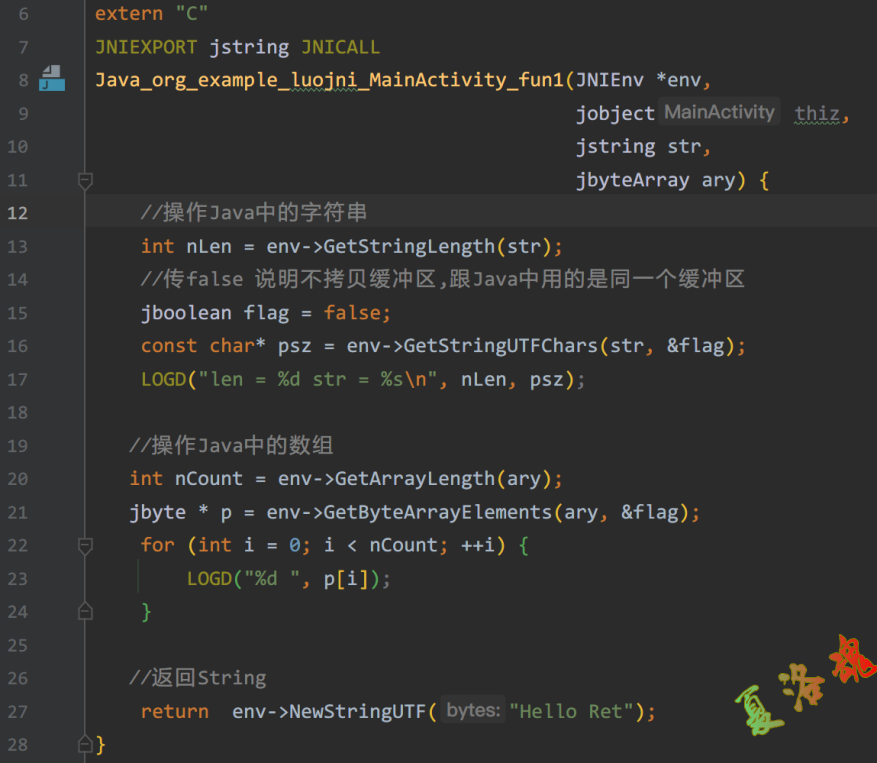 6 extern "C"
7 JNIEXPORT jstring JNICALL
8 Java_org_example_luojni_MainActivity_fun1(JNIEnv *env,
9 jobject MainActivity thiz,
10 jstring str,
11 jbyteArray ary) {
12 //操作Java中的字符串
13 int nLen = env->GetStringLength(str);
14 //传false 说明不拷贝缓冲区,跟Java中用的是同一个缓冲区
15 jboolean flag = false;
16 const char* psz = env->GetStringUTFChars(str, &flag);
17 LOGD("len = %d str = %s\n", nLen, psz);
18
19 //操作Java中的数组
20 int nCount = env->GetArrayLength(ary);
21 jbyte * p = env->GetByteArrayElements(ary, &flag);
22 for (int i = 0; i < nCount; ++i) {
23 LOGD("%d ", p[i]);
24 }
25
26 //返回String
27 return env->NewStringUTF( bytes: "Hello Ret");
28 }
夏洛